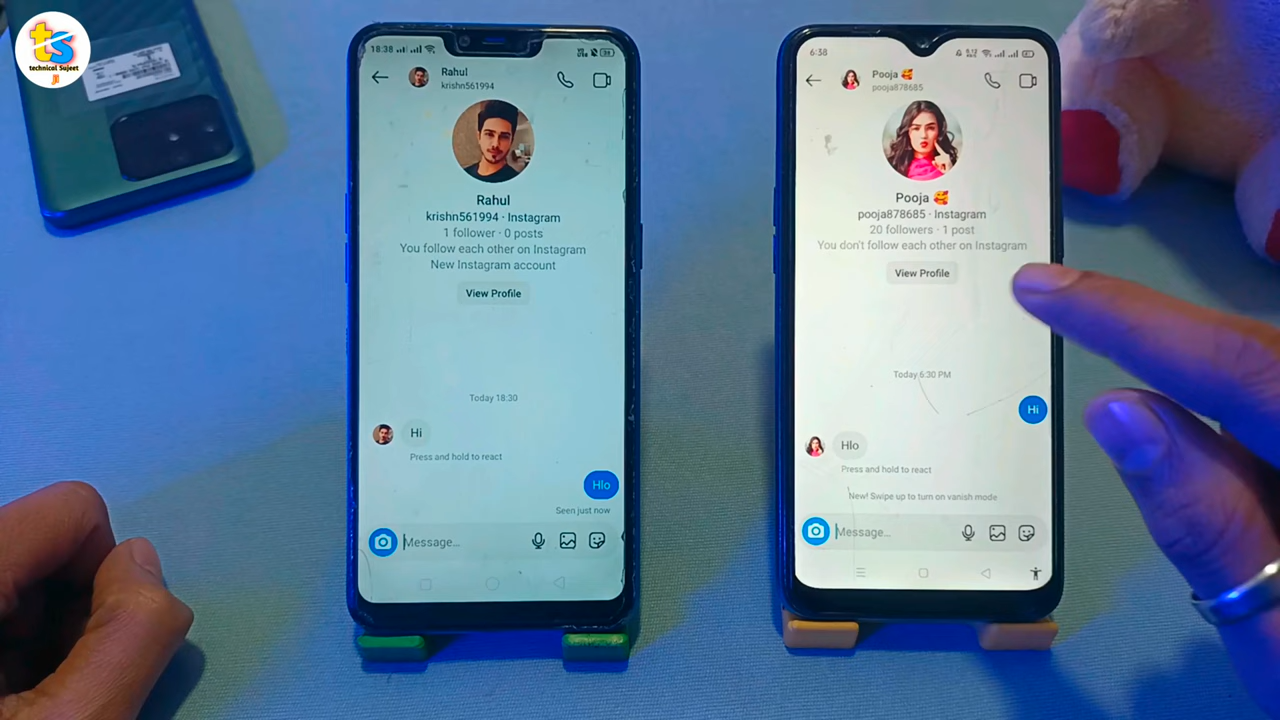 ts
technical Sujeet
JI
18:38
Rahul
krishn561994
Rahul
krishn561994 · Instagram
1 follower · 0 posts
You follow each other on Instagram
New Instagram account
View Profile
Today 18:30
Hi
Press and hold to react
Hlo
Seen just now
Message...
6:38
Pooja 🥰
pooja878685
Pooja 🥰
pooja878685 · Instagram
20 followers · 1 post
You don't follow each other on Instagram
View Profile
Today 6:30 PM
Hi
Hlo
Press and hold to react
New! Swipe up to turn on vanish mode
Message...